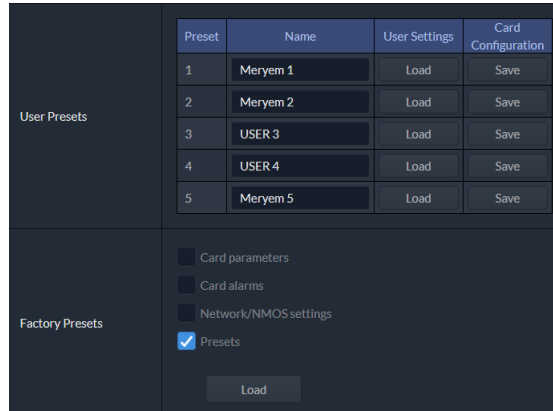 Preset Name User Settings Card Configuration
1 Meryem 1 Load Save
2 Meryem 2 Load Save
User Presets
3 USER 3 Load Save
4 USER 4 Load Save
5 Meryem 5 Load Save
Card parameters
Card alarms
Network/NMOS settings
Factory Presets
Presets
Load